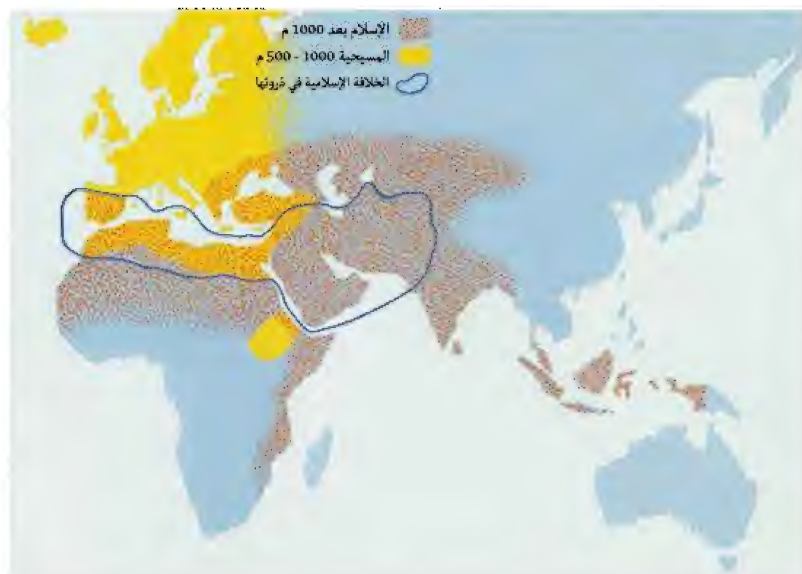 الإسلام بعد 1000 م
المسيحية 1000 - 500 م
الخلافة الإسلامية في ذروتها